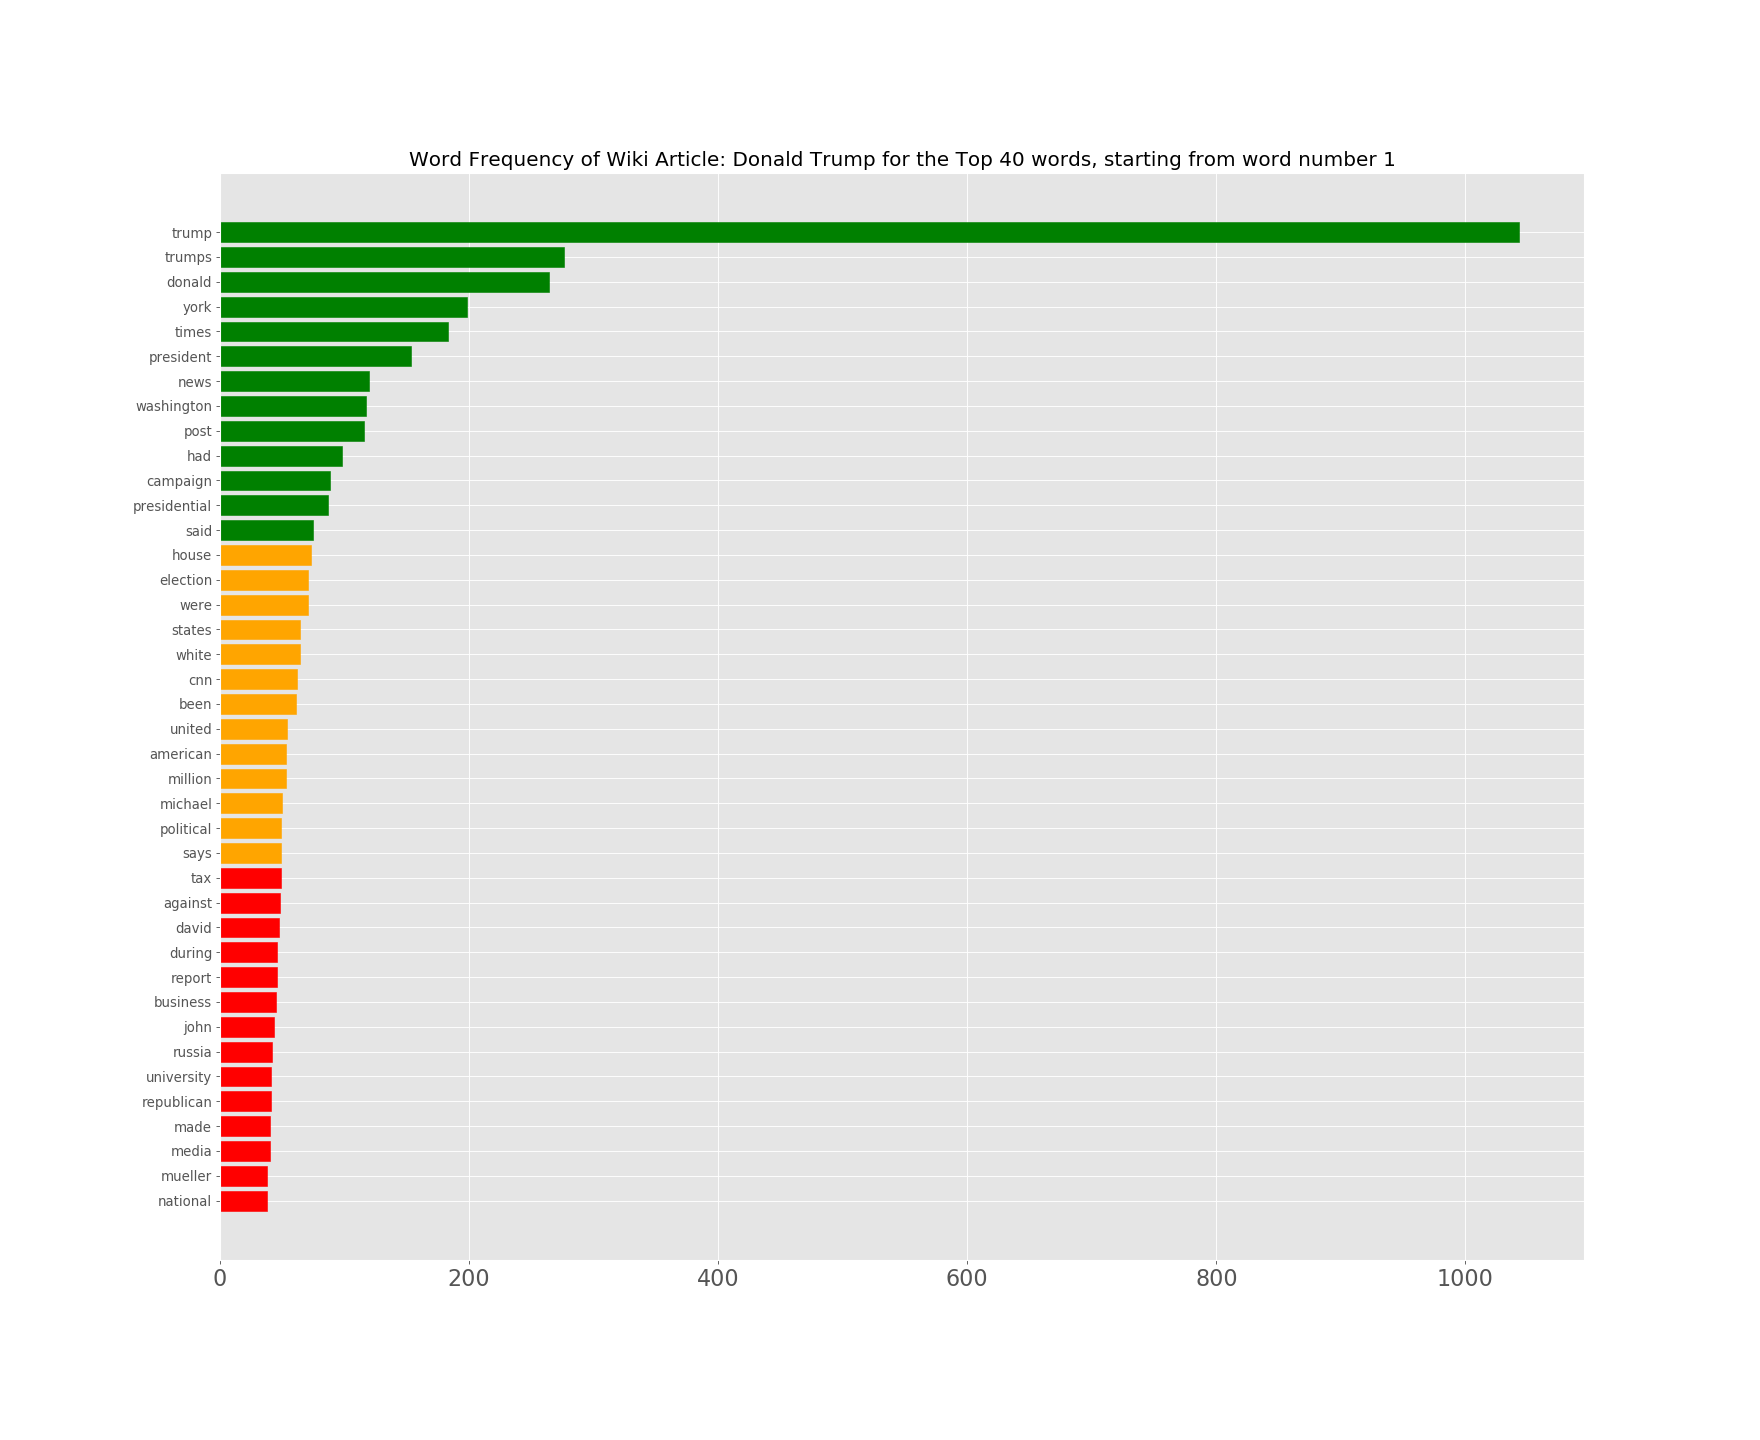 Word Frequency of Wiki Article: Donald Trump for the Top 40 words, starting from word number 1
trump
trumps
donald
york
times
president
news
washington
post
had
campaign
presidential
said
house
election
were
states
white
cnn
been
united
american
million
michael
political
says
tax
against
david
during
report
business
john
russia
university
republican
made
media
mueller
national
0 200 400 600 800 1000